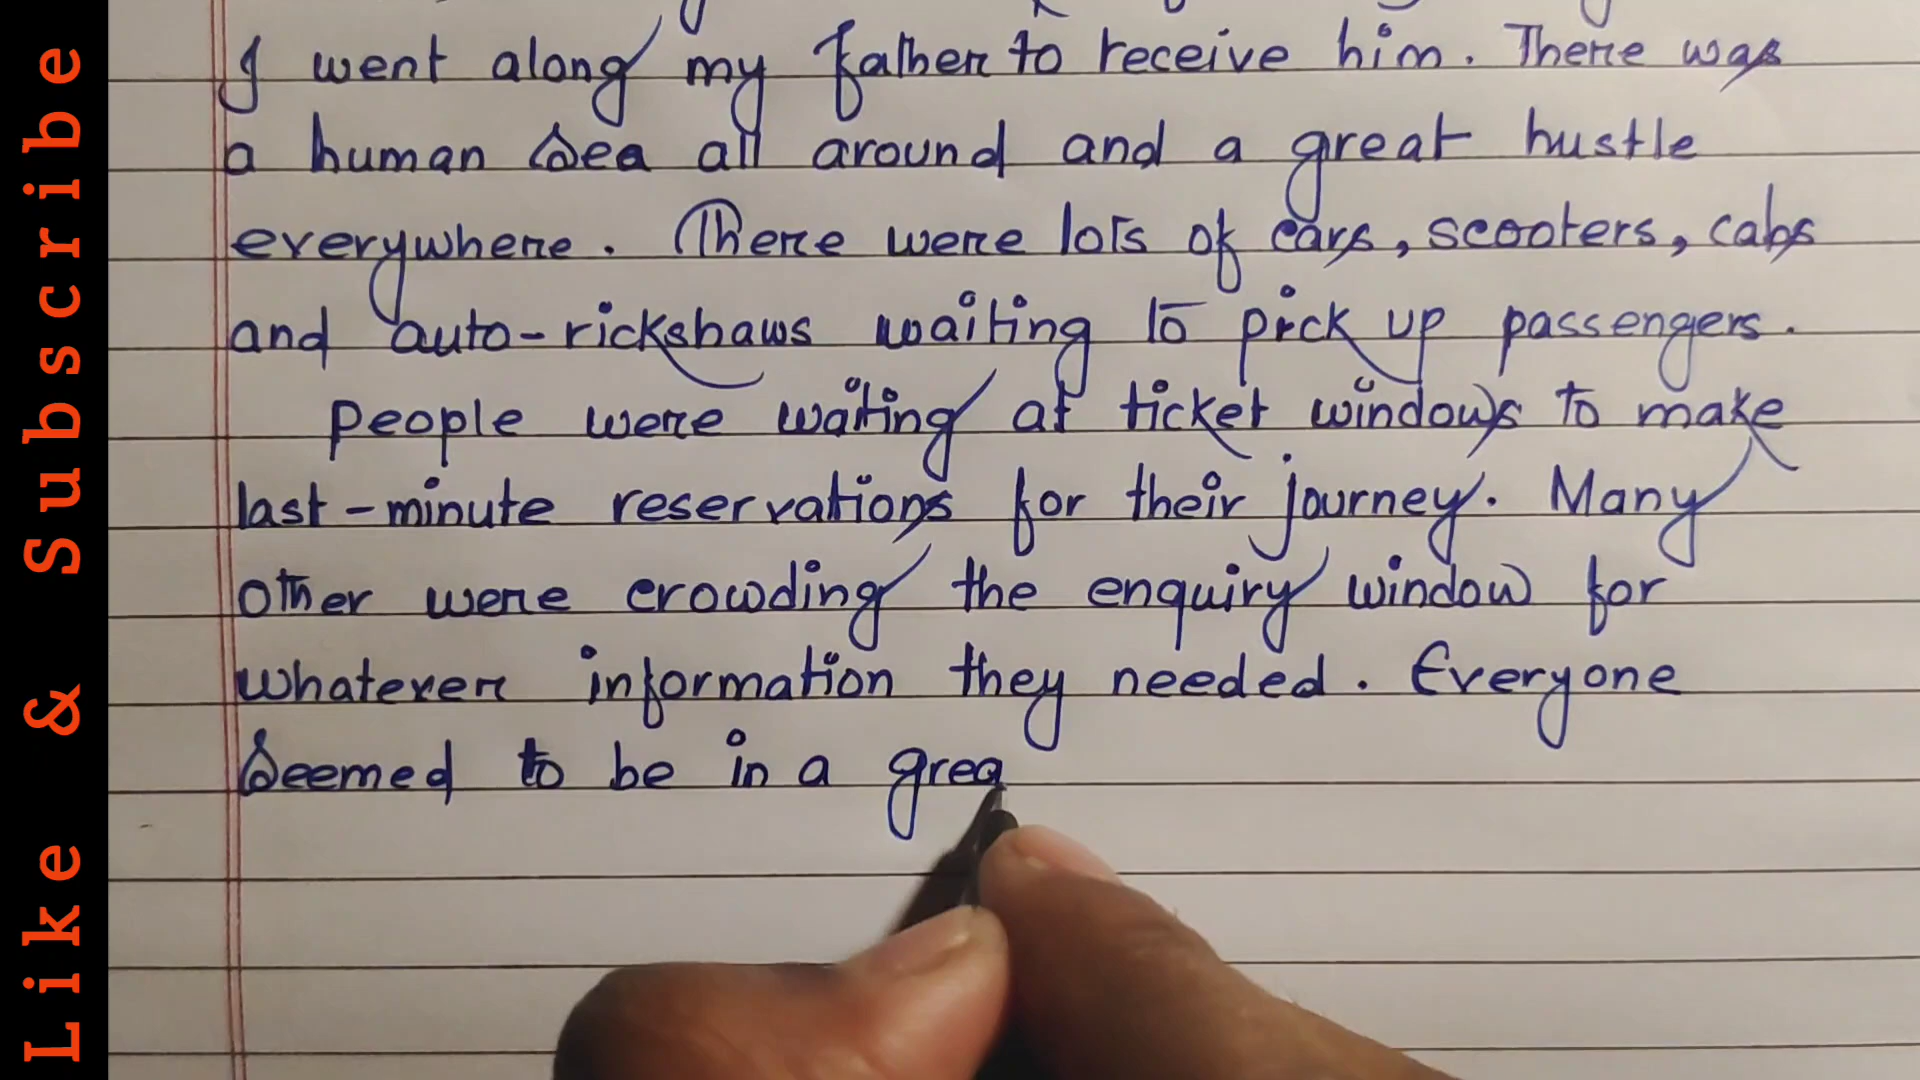 I went along my father to receive him. There was
a human sea all around and a great hustle
everywhere. There were lots of cars, scooters, cabs
and auto-rickshaws waiting to pick up passengers.
People were waiting at ticket windows to make
last-minute reservations for their journey. Many
other were crowding the enquiry window for
whatever information they needed. Everyone
seemed to be in a grea
Like & Subscribe